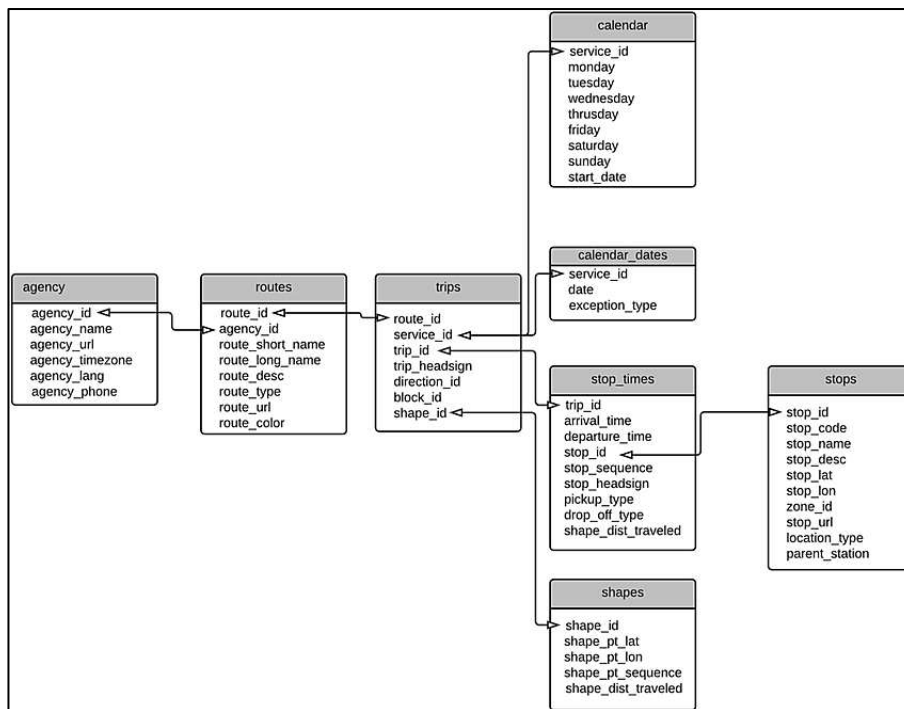 calendar
service_id
monday
tuesday
wednesday
thrusday
friday
saturday
sunday
start_date
calendar_dates
service_id
date
exception_type
agency
agency_id
agency_name
agency_url
agency_timezone
agency_lang
agency_phone
routes
route_id
agency_id
route_short_name
route_long_name
route_desc
route_type
route_url
route_color
trips
route_id
service_id
trip_id
trip_headsign
direction_id
block_id
shape_id
stop_times
trip_id
arrival_time
departure_time
stop_id
stop_sequence
stop_headsign
pickup_type
drop_off_type
shape_dist_traveled
stops
stop_id
stop_code
stop_name
stop_desc
stop_lat
stop_lon
zone_id
stop_url
location_type
parent_station
shapes
shape_id
shape_pt_lat
shape_pt_lon
shape_pt_sequence
shape_dist_traveled